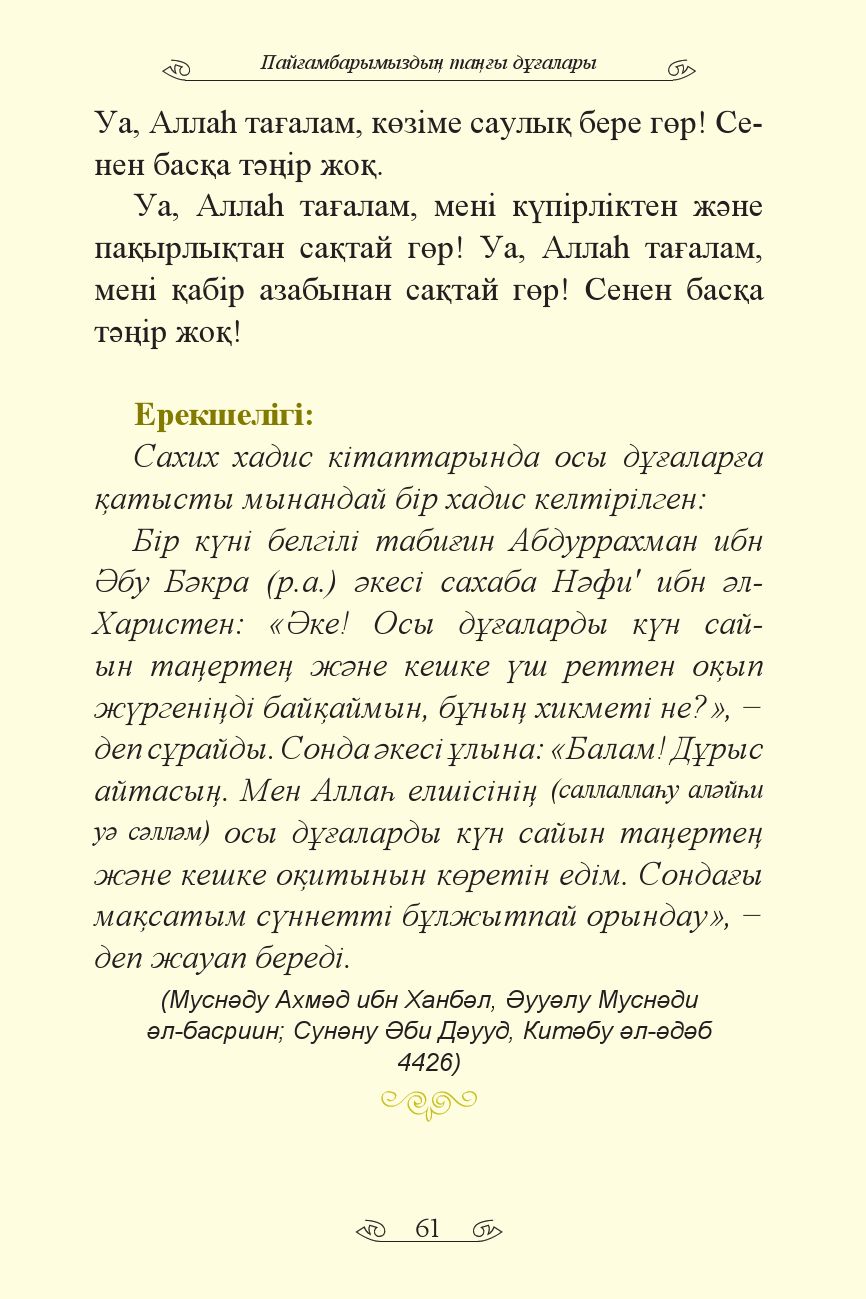 Пайғамбарымыздың таңғы дұғалары
Уа, Аллаһ тағалам, көзіме саулық бере гөр! Се-
нен басқа тәңір жоқ.
Уа, Аллаһ тағалам, мені күпірліктен және
пақырлықтан сақтай гөр! Уа, Аллаһ тағалам,
мені қабір азабынан сақтай гөр! Сенен басқа
тәңір жоқ!
Ерекшелігі:
Сахих хадис кітаптарында осы дұғаларға
қатысты мынандай бір хадис келтірілген:
Бір күні белгілі табиғин Абдуррахман ибн
Әбу Бәкра (р.а.) әкесі сахаба Нәфи' ибн әл-
Харистен: «Әке! Осы дұғаларды күн сай-
ын таңертең және кешке үш реттен оқып
жүргеніңді байқаймын, бұның хикметі не?», –
деп сұрайды. Сонда әкесі ұлына: «Балам! Дұрыс
айтасың. Мен Аллаһ елшісінің (саллаллаһу аләйһи
уә сәлләм) осы дұғаларды күн сайын таңертең
және кешке оқитынын көретін едім. Сондағы
мақсатым сүннетті бұлжытпай орындау», –
деп жауап береді.
(Муснәду Ахмәд ибн Ханбәл, Әууәлу Муснәди
әл-басриин; Сунәну Әби Дәууд, Китәбу әл-әдәб
4426)
61